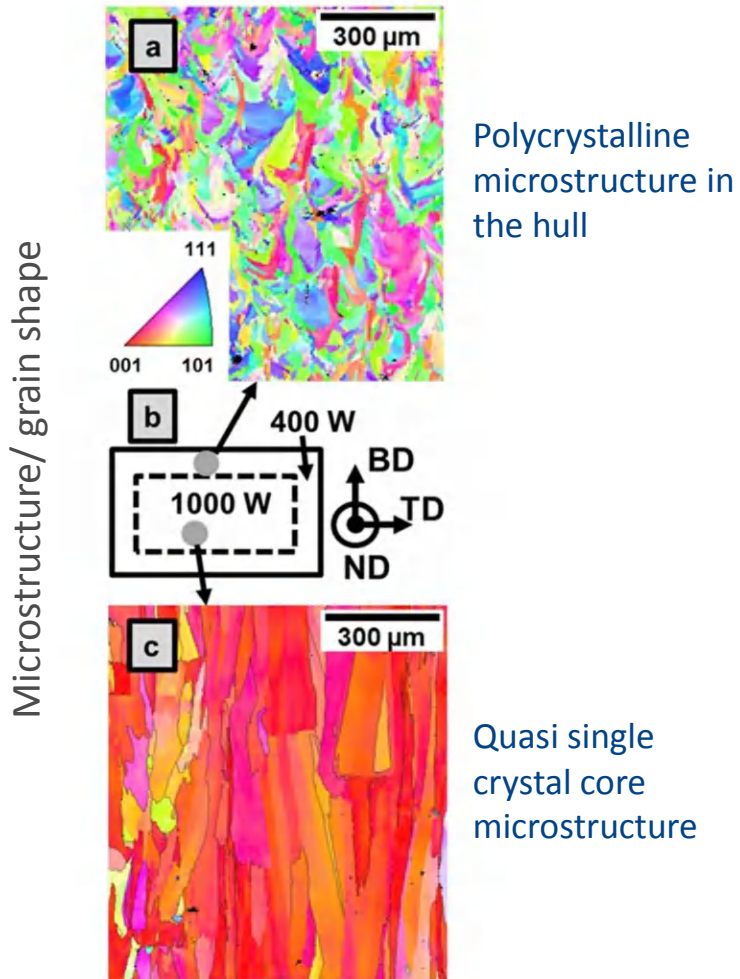 Microstructure/ grain shape
a
300 µm
Polycrystalline
microstructure in
the hull
111
001
101
b
400 W
1000 W
BD
TD
ND
c
300 µm
Quasi single
crystal core
microstructure